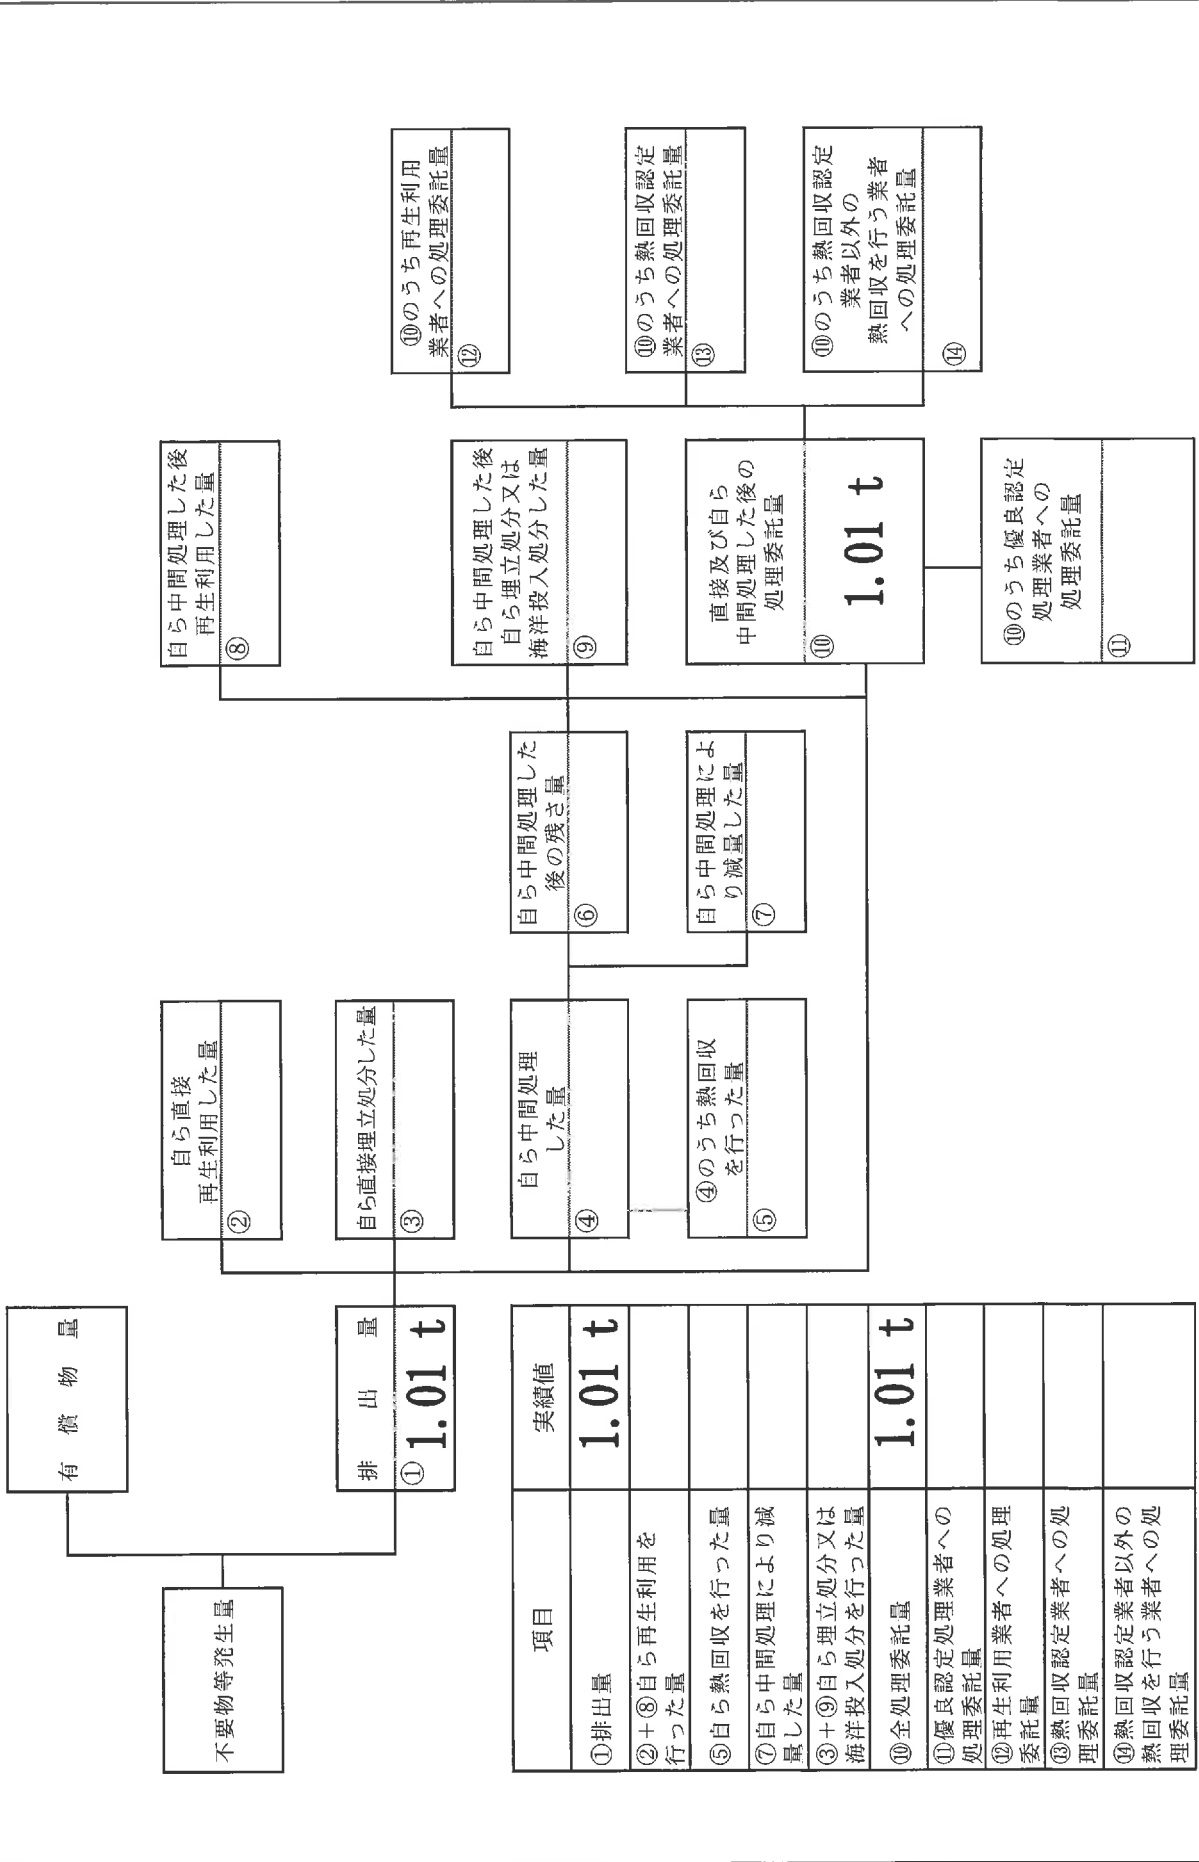 有償物量
不要物等発生量
排出量
①
1.01 t
自ら直接
再生利用した量
②
自ら直接埋立処分した量
③
自ら中間処理
した量
④
④のうち熱回収
を行った量
⑤
自ら中間処理した
後の残さ量
⑥
自ら中間処理によ
り減量した量
⑦
自ら中間処理した後
再生利用した量
⑧
自ら中間処理した後
自ら埋立処分又は
海洋投入処分した量
⑨
直接及び自ら
中間処理した後の
処理委託量
⑩
1.01 t
⑩のうち優良認定
処理業者への
処理委託量
⑪
⑩のうち再生利用
業者への処理委託量
⑫
⑩のうち熱回収認定
業者への処理委託量
⑬
⑩のうち熱回収認定
業者以外の
熱回収を行う業者
への処理委託量
⑭
項目 実績値
①排出量 1.01 t
②+⑧自ら再生利用を
行った量
⑤自ら熱回収を行った量
⑦自ら中間処理により減
量した量
③+⑨自ら埋立処分又は
海洋投入処分を行った量
⑩全処理委託量 1.01 t
⑪優良認定処理業者への
処理委託量
⑫再生利用業者への処理
委託量
⑬熱回収認定業者への処
理委託量
⑭熱回収認定業者以外の
熱回収を行う業者への処
理委託量